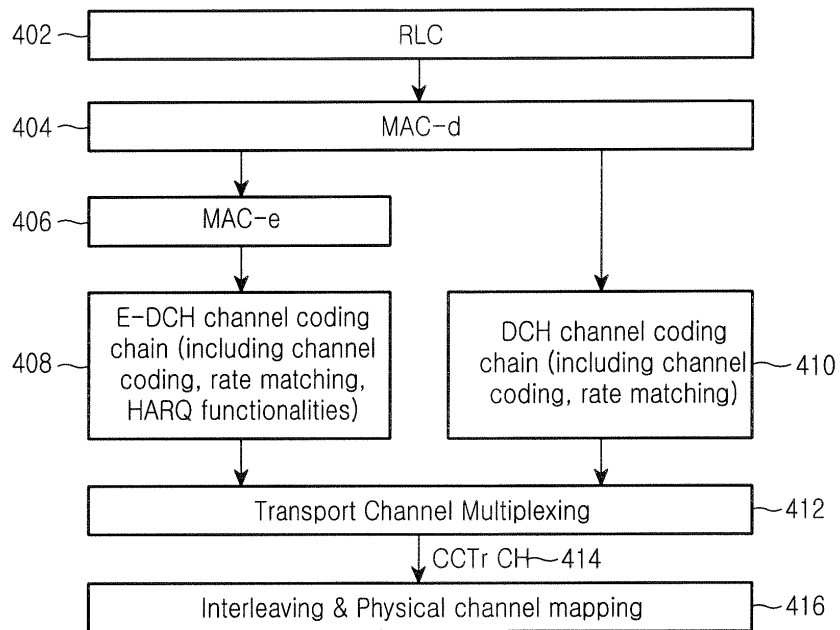 402
RLC
404
MAC-d
406
MAC-e
408
E-DCH channel coding
chain (including channel
coding, rate matching,
HARQ functionalities)
DCH channel coding
chain (including channel
coding, rate matching)
410
Transport Channel Multiplexing
412
CCTr CH
414
Interleaving & Physical channel mapping
416